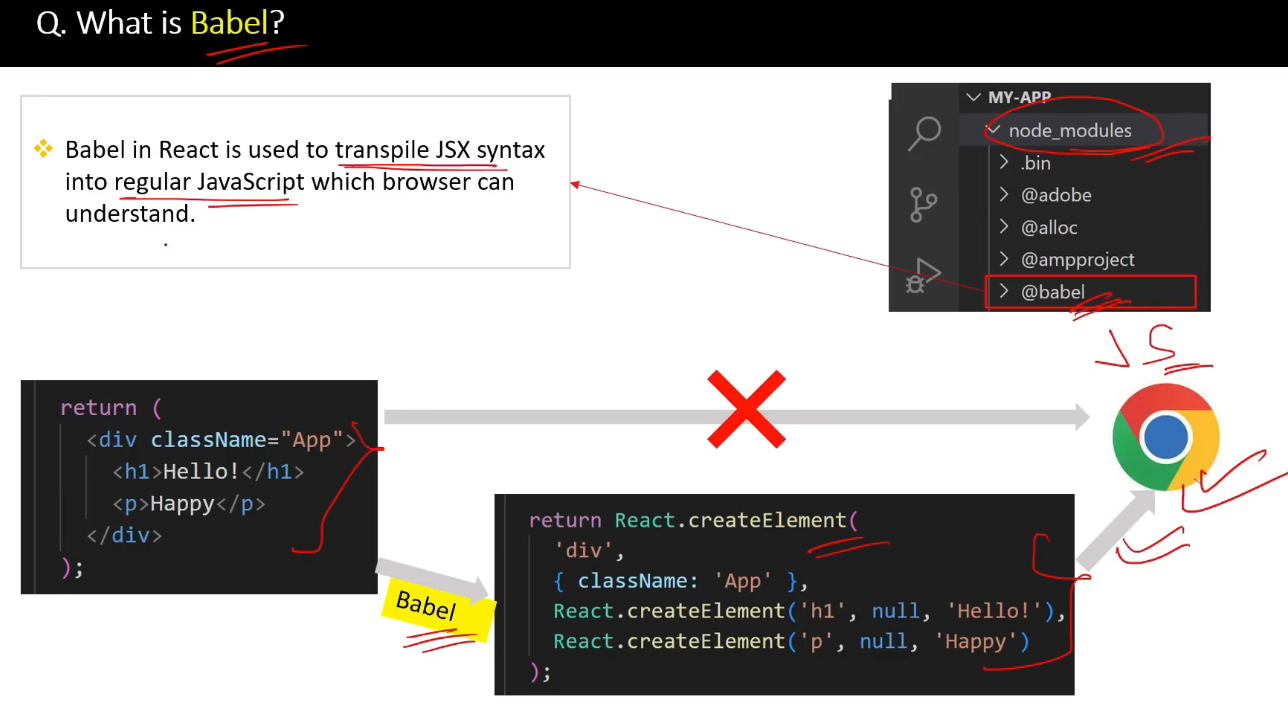 Q. What is Babel?
Babel in React is used to transpile JSX syntax
into regular JavaScript which browser can
understand.
MY-APP
node_modules
.bin
@adobe
@alloc
@ampproject
@babel
JS
return (
<div className="App">
<h1>Hello!</h1>
<p>Happy</p>
</div>
);
Babel
return React.createElement(
'div',
{ className: 'App' },
React.createElement('h1', null, 'Hello!'),
React.createElement('p', null, 'Happy')
);